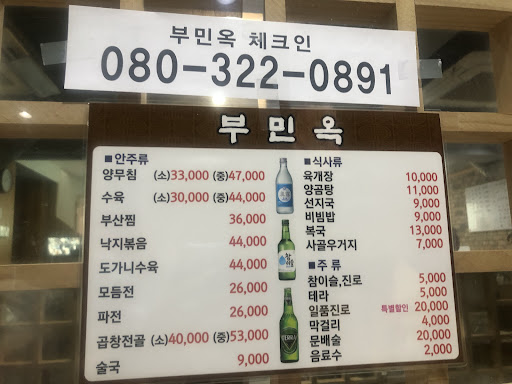 부민옥 체크인
080-322-0891
부민옥
■안주류
양무침 (소)33,000 (중)47,000
수육 (소)30,000 (중)44,000
부산찜 36,000
낙지볶음 44,000
도가니수육 44,000
모듬전 26,000
파전 26,000
곱창전골 (소)40,000 (중)53,000
술국 9,000
■식사류
육개장 10,000
양곰탕 11,000
선지국 9,000
비빔밥 9,000
복국 13,000
사골우거지 7,000
■주 류
참이슬,진로 5,000
테라 5,000
일품진로 특별할인 20,000
막걸리 4,000
문배술 20,000
음료수 2,000